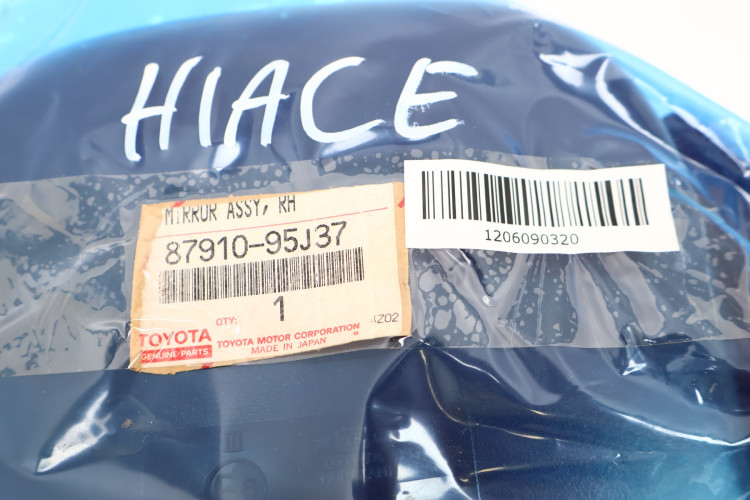 HIACE
MIRROR ASSY, RH
87910-95J37
1206090320
QTY:
1
TOYOTA
GENUINE PARTS
TOYOTA MOTOR CORPORATION
MADE IN JAPAN
E